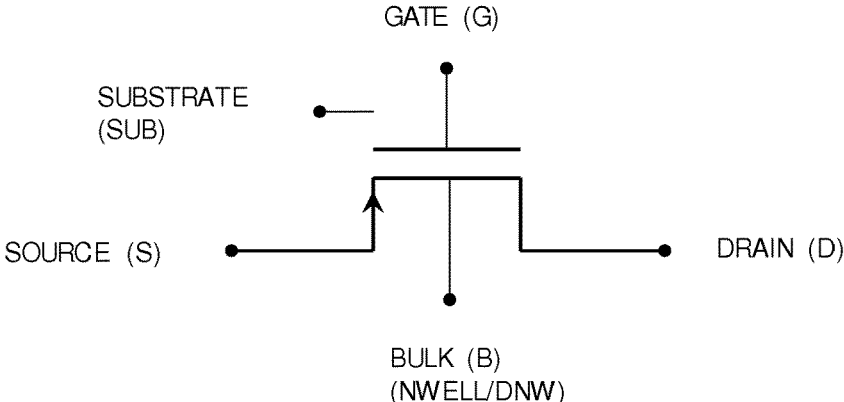 GATE (G)
SUBSTRATE
(SUB)
SOURCE (S)
DRAIN (D)
BULK (B)
(NWELL/DNW)